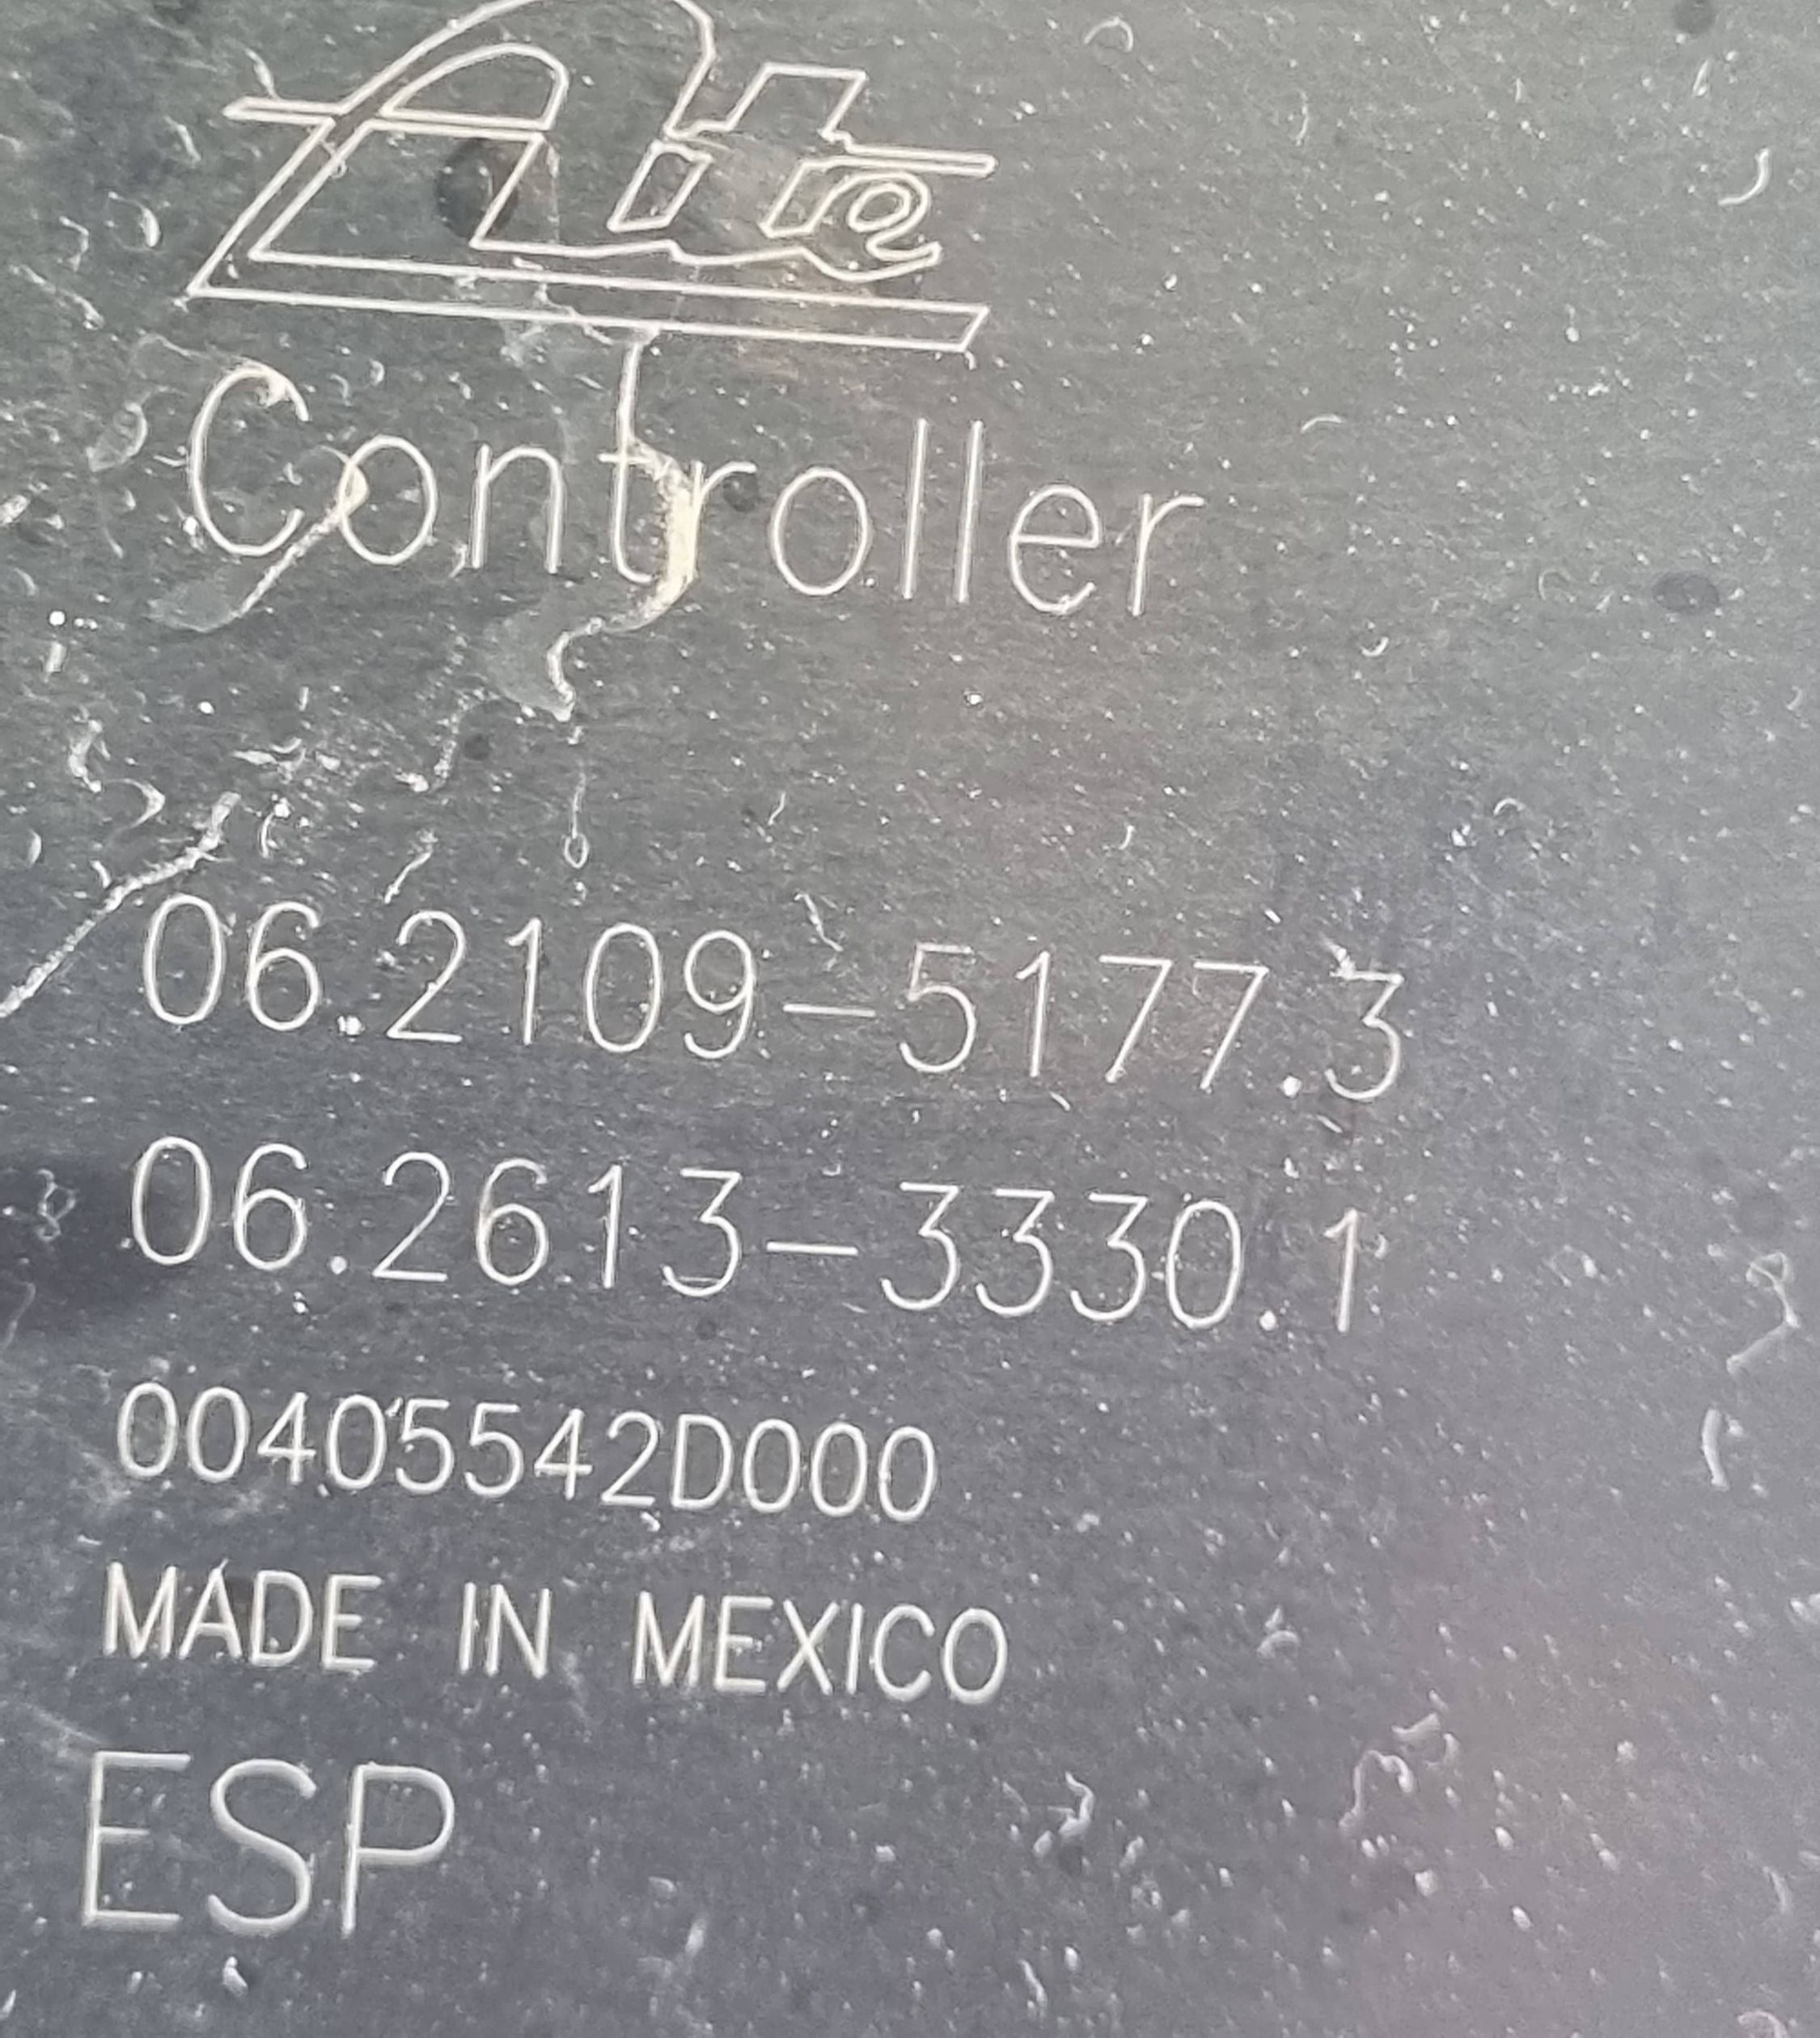 Ate
Controller
06.2109-5177.3
06.2613-3330.1
00405542D000
MADE IN MEXICO
ESP